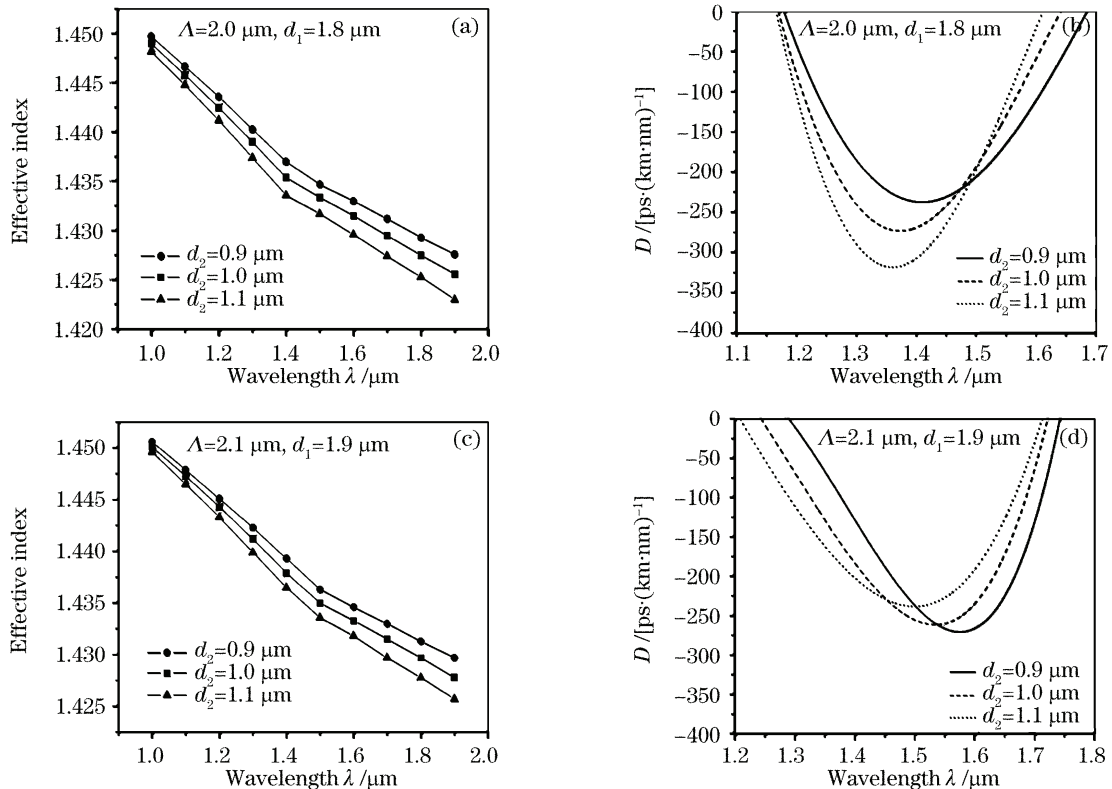 Λ=2.0 μm, d₁=1.8 μm
(a)
1.450
1.445
1.440
1.435
1.430
1.425
1.420
Effective index
d₂=0.9 μm
d₂=1.0 μm
d₂=1.1 μm
1.0 1.2 1.4 1.6 1.8 2.0
Wavelength λ /μm
Λ=2.0 μm, d₁=1.8 μm
(b)
0
−50
−100
−150
−200
−250
−300
−350
−400
D /[ps·(km·nm)⁻¹]
d₂=0.9 μm
d₂=1.0 μm
d₂=1.1 μm
1.1 1.2 1.3 1.4 1.5 1.6 1.7
Wavelength λ /μm
Λ=2.1 μm, d₁=1.9 μm
(c)
1.450
1.445
1.440
1.435
1.430
1.425
Effective index
d₂=0.9 μm
d₂=1.0 μm
d₂=1.1 μm
1.0 1.2 1.4 1.6 1.8 2.0
Wavelength λ /μm
Λ=2.1 μm, d₁=1.9 μm
(d)
0
−50
−100
−150
−200
−250
−300
−350
−400
D /[ps·(km·nm)⁻¹]
d₂=0.9 μm
d₂=1.0 μm
d₂=1.1 μm
1.2 1.3 1.4 1.5 1.6 1.7 1.8
Wavelength λ /μm